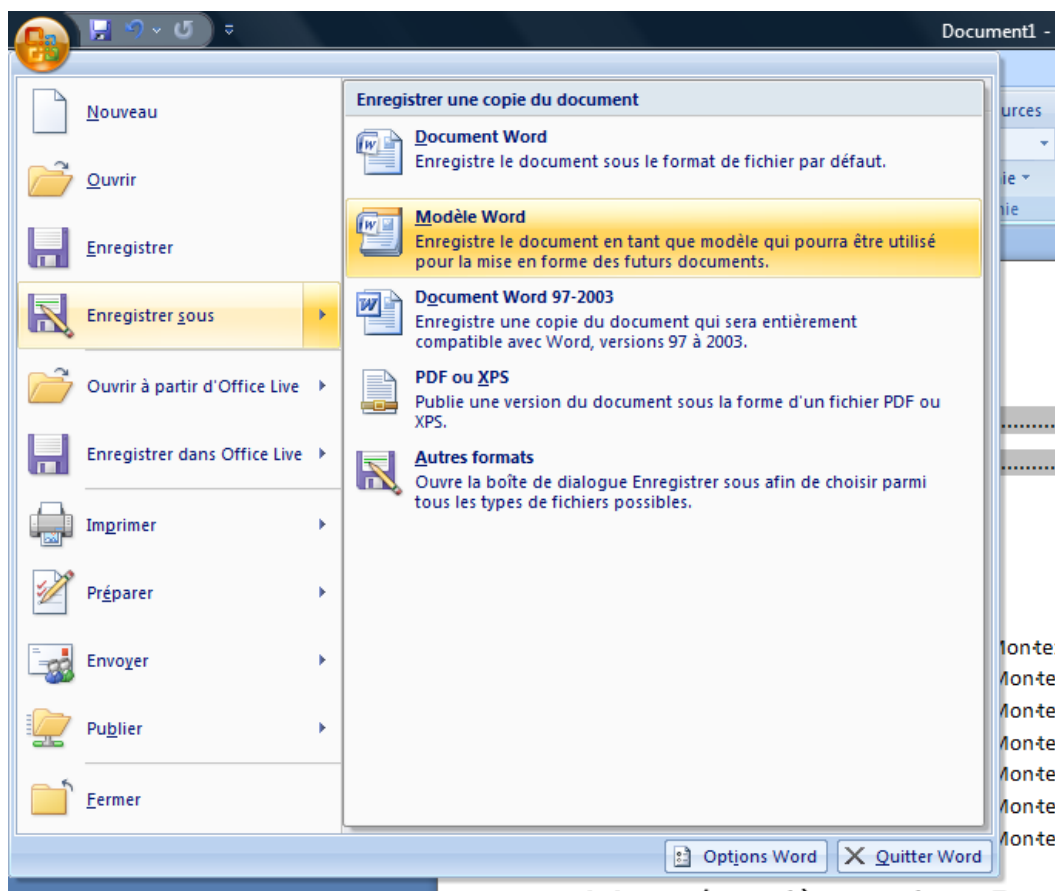 Document1 -
Nouveau
Ouvrir
Enregistrer
Enregistrer sous
Ouvrir à partir d'Office Live
Enregistrer dans Office Live
Imprimer
Préparer
Envoyer
Publier
Fermer
Enregistrer une copie du document
Document Word
Enregistre le document sous le format de fichier par défaut.
Modèle Word
Enregistre le document en tant que modèle qui pourra être utilisé
pour la mise en forme des futurs documents.
Document Word 97-2003
Enregistre une copie du document qui sera entièrement
compatible avec Word, versions 97 à 2003.
PDF ou XPS
Publie une version du document sous la forme d'un fichier PDF ou
XPS.
Autres formats
Ouvre la boîte de dialogue Enregistrer sous afin de choisir parmi
tous les types de fichiers possibles.
urces
ie
nie
Options Word
Quitter Word